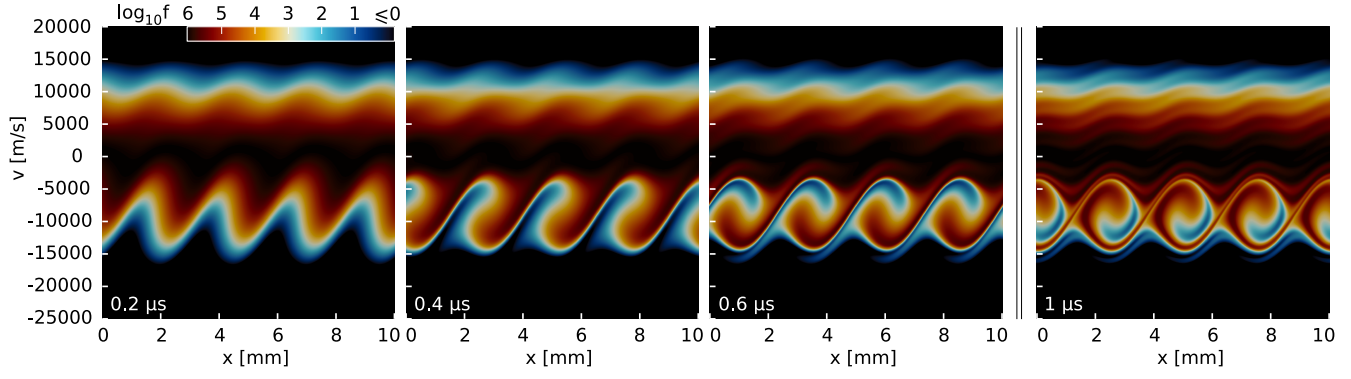 log₁₀f 6 5 4 3 2 1 ⩽0
v [m/s]
20000
15000
10000
5000
0
-5000
-10000
-15000
-20000
-25000
0.2 μs
0.4 μs
0.6 μs
1 μs
0 2 4 6 8 10
0 2 4 6 8 10
0 2 4 6 8 10
0 2 4 6 8 10
x [mm]
x [mm]
x [mm]
x [mm]